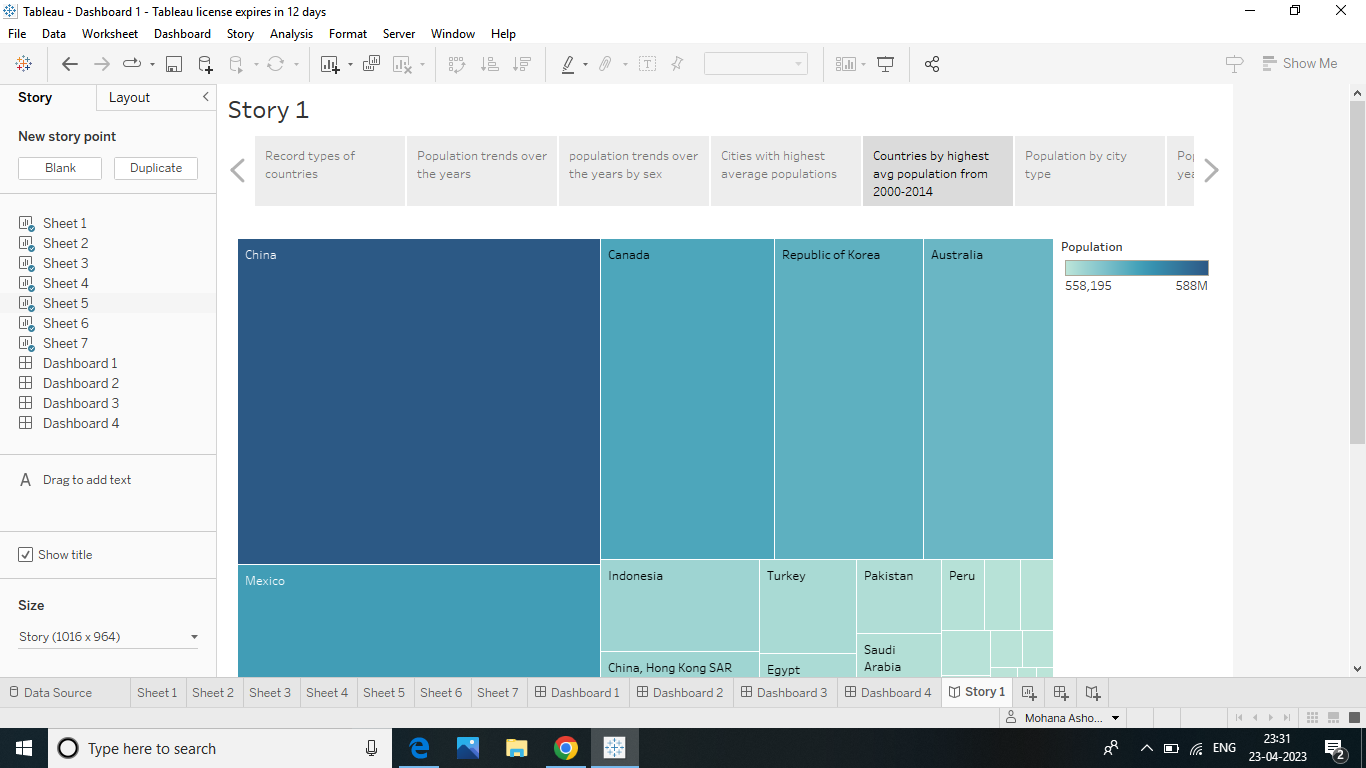 Tableau - Dashboard 1 - Tableau license expires in 12 days
File Data Worksheet Dashboard Story Analysis Format Server Window Help
Show Me
Story Layout
New story point
Blank Duplicate
Sheet 1
Sheet 2
Sheet 3
Sheet 4
Sheet 5
Sheet 6
Sheet 7
Dashboard 1
Dashboard 2
Dashboard 3
Dashboard 4
A Drag to add text
Show title
Size
Story (1016 x 964)
Story 1
Record types of
countries
Population trends over
the years
population trends over
the years by sex
Cities with highest
average populations
Countries by highest
avg population from
2000-2014
Population by city
type
China
Canada
Republic of Korea
Australia
Mexico
Indonesia
Turkey
Pakistan
Peru
China, Hong Kong SAR
Egypt
Saudi
Arabia
Population
558,195 588M
Data Source Sheet 1 Sheet 2 Sheet 3 Sheet 4 Sheet 5 Sheet 6 Sheet 7 Dashboard 1 Dashboard 2 Dashboard 3 Dashboard 4 Story 1
Mohana Asho...
Type here to search
ENG
23:31
23-04-2023
2